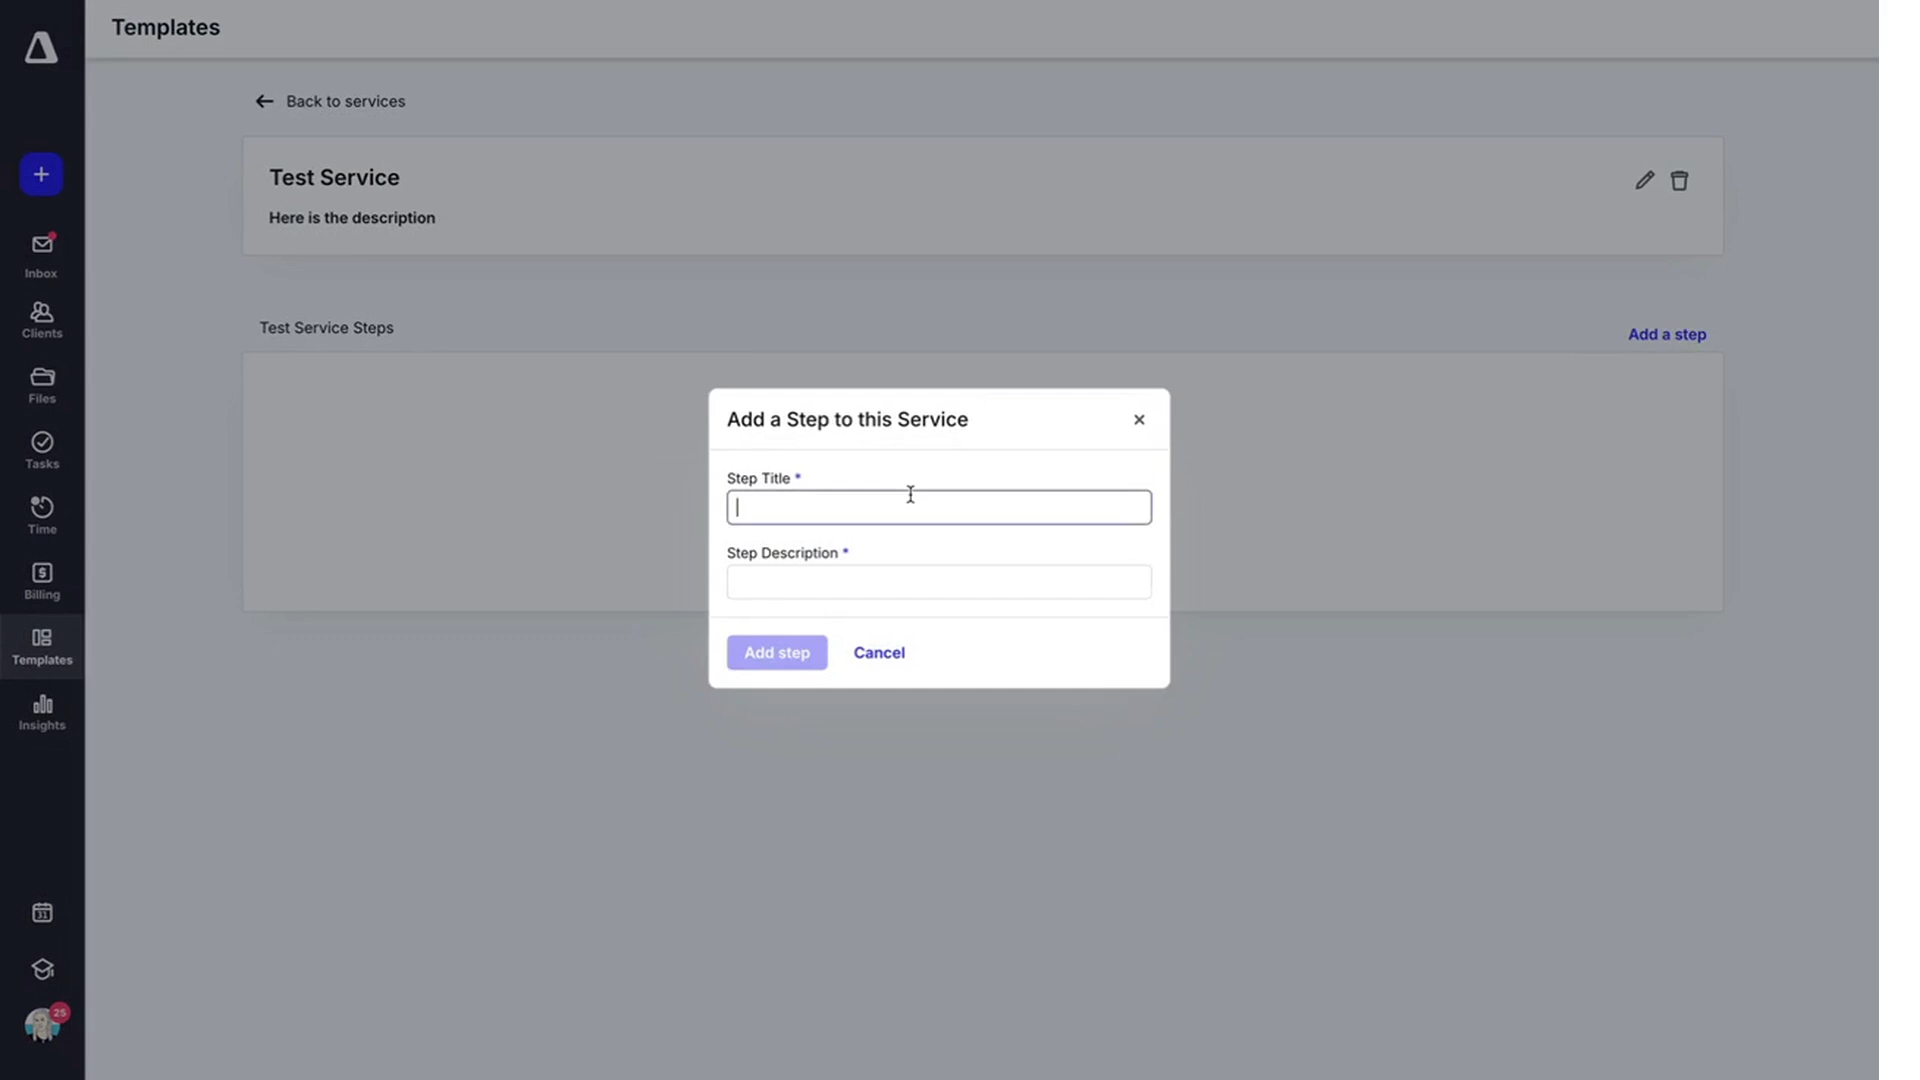 Templates
Back to services
Test Service
Here is the description
Test Service Steps
Add a step
Add a Step to this Service
Step Title *
Step Description *
Add step
Cancel
Inbox
Clients
Files
Tasks
Time
$
Billing
Templates
Insights
31
25